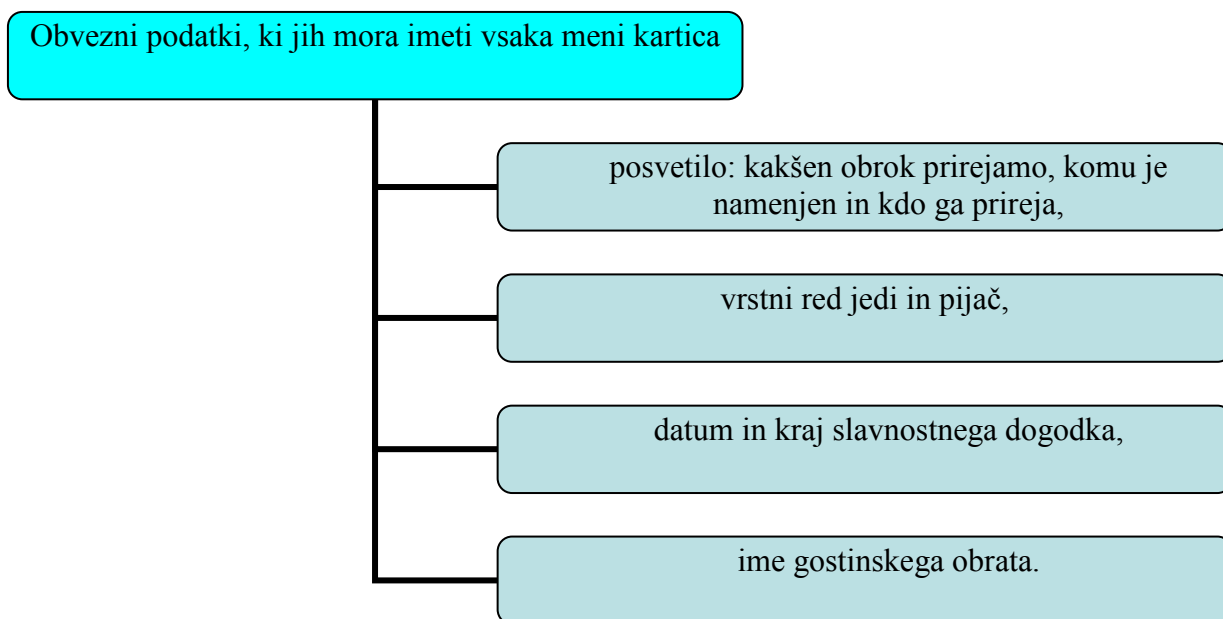 Obvezni podatki, ki jih mora imeti vsaka meni kartica
posvetilo: kakšen obrok prirejamo, komu je
namenjen in kdo ga prireja,
vrstni red jedi in pijač,
datum in kraj slavnostnega dogodka,
ime gostinskega obrata.